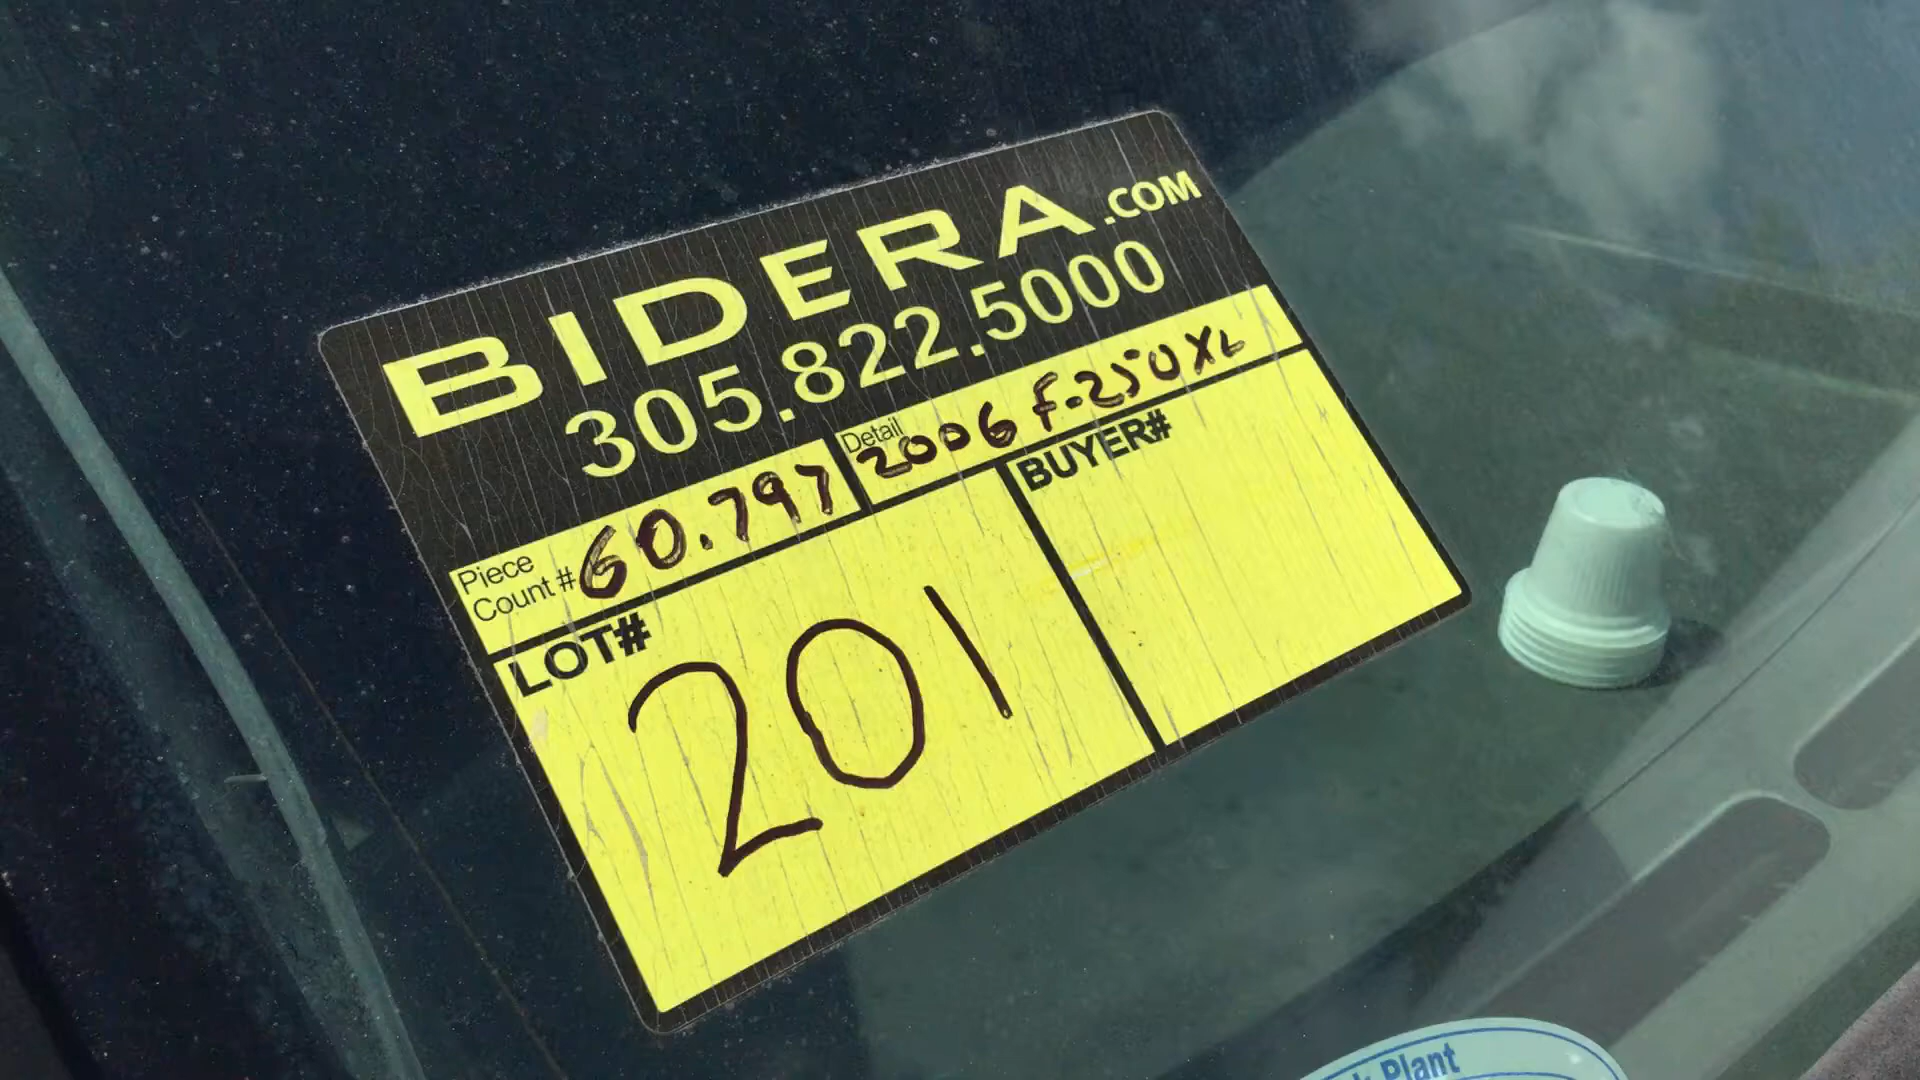 BIDERA.COM
305.822.5000
Piece Count # 60.797
Detail 2006 F-250 XL
LOT# 201
BUYER#
Plant